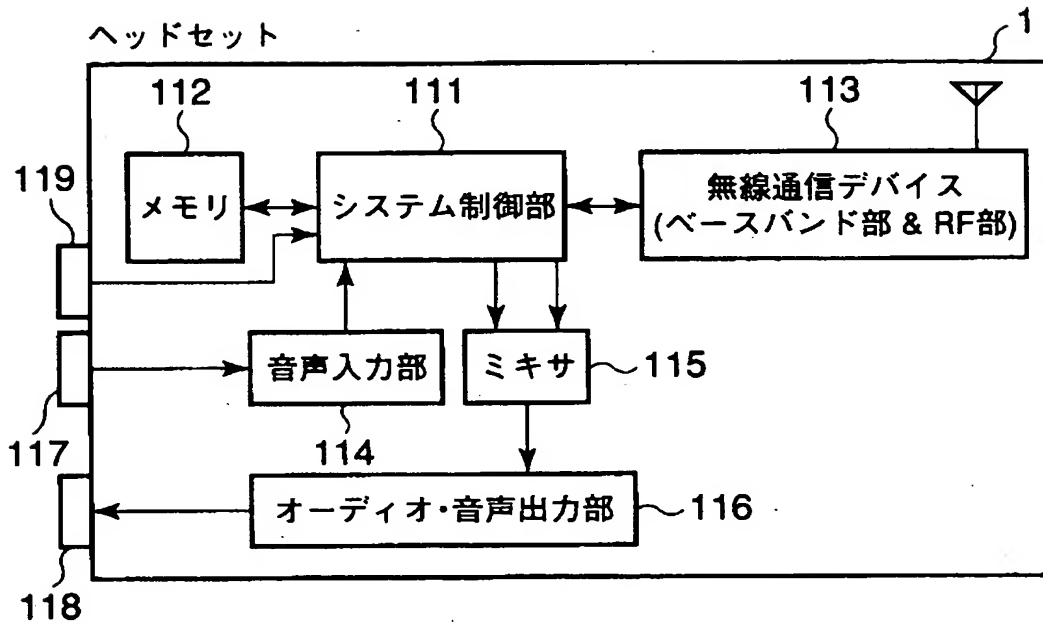 ヘッドセット
1
112
111
113
119
メモリ
システム制御部
無線通信デバイス
(ベースバンド部 & RF部)
音声入力部
ミキサ
115
117
114
オーディオ・音声出力部
116
118